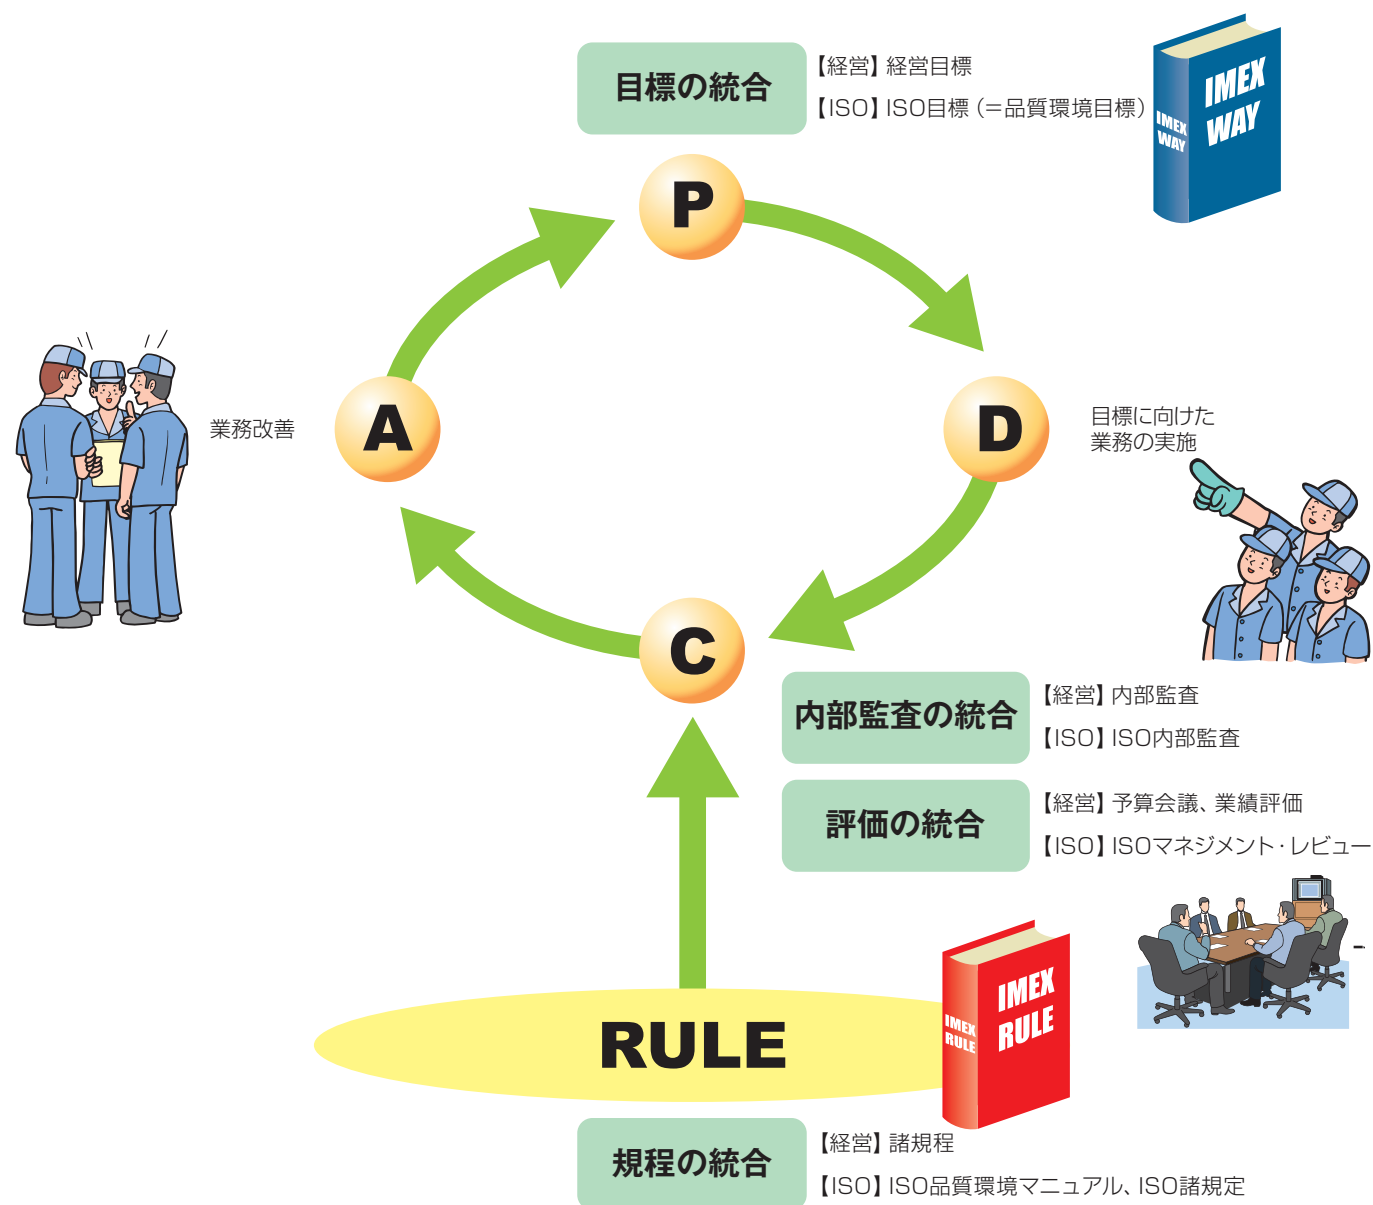 目標の統合
【経営】経営目標
【ISO】ISO目標（＝品質環境目標）
IMEX
WAY
IMEX
WAY
P
A
業務改善
D
目標に向けた
業務の実施
C
内部監査の統合
【経営】内部監査
【ISO】ISO内部監査
評価の統合
【経営】予算会議、業績評価
【ISO】ISOマネジメント・レビュー
RULE
IMEX
RULE
IMEX
RULE
規程の統合
【経営】諸規程
【ISO】ISO品質環境マニュアル、ISO諸規定